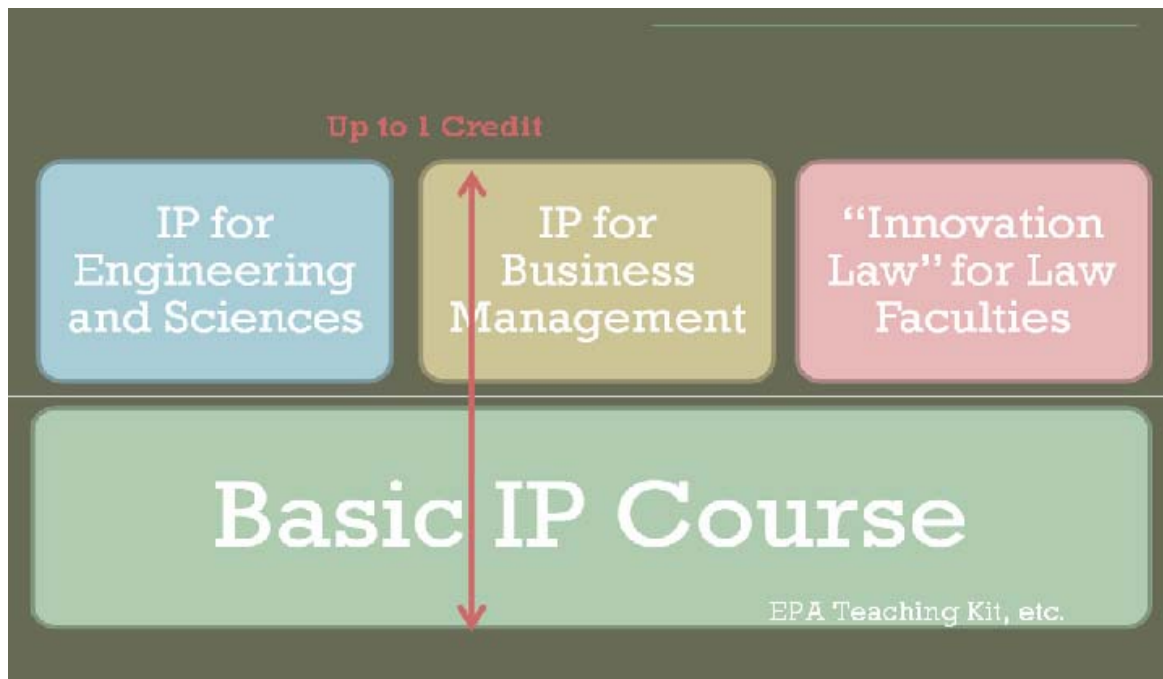 Up to 1 Credit
IP for
Engineering
and Sciences
IP for
Business
Management
“Innovation
Law” for Law
Faculties
Basic IP Course
EPA Teaching Kit, etc.